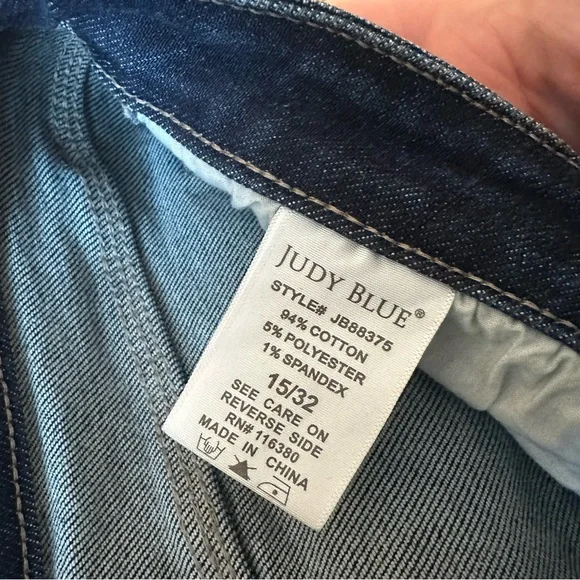 JUDY BLUE®
STYLE# JB88375
94% COTTON
5% POLYESTER
1% SPANDEX
15/32
SEE CARE ON
REVERSE SIDE
RN# 116380
MADE IN CHINA